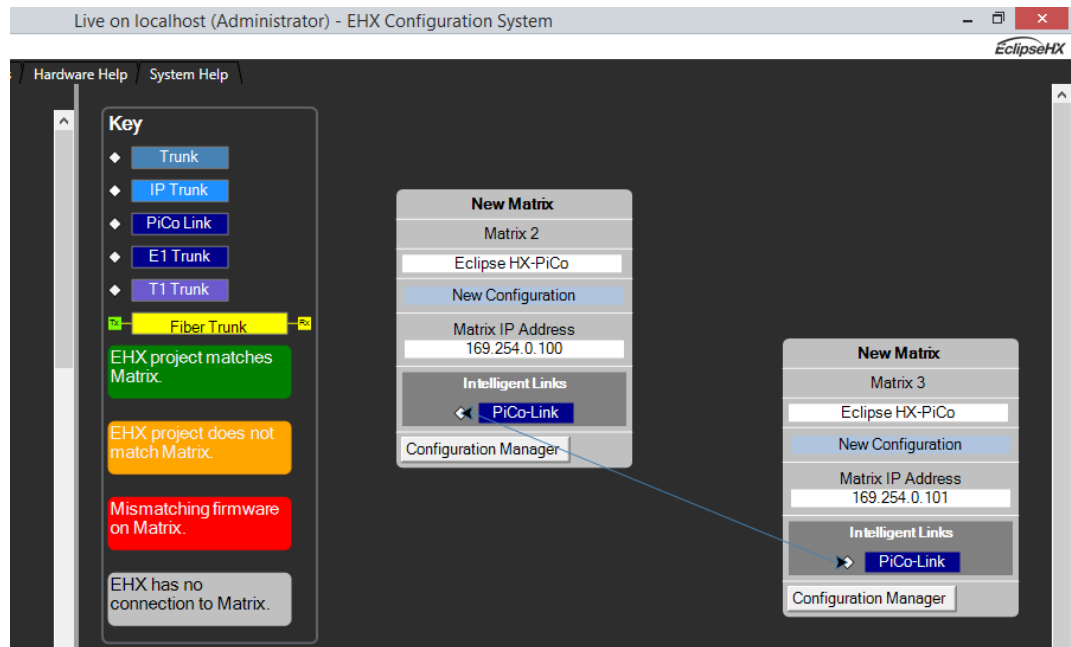 Live on localhost (Administrator) - EHX Configuration System
EclipseHX
Hardware Help
System Help
Key
Trunk
IP Trunk
PiCo Link
E1 Trunk
T1 Trunk
Tx
Fiber Trunk
Rx
EHX project matches
Matrix.
EHX project does not
match Matrix.
Mismatching firmware
on Matrix.
EHX has no
connection to Matrix.
New Matrix
Matrix 2
Eclipse HX-PiCo
New Configuration
Matrix IP Address
169.254.0.100
Intelligent Links
PiCo-Link
Configuration Manager
New Matrix
Matrix 3
Eclipse HX-PiCo
New Configuration
Matrix IP Address
169.254.0.101
Intelligent Links
PiCo-Link
Configuration Manager